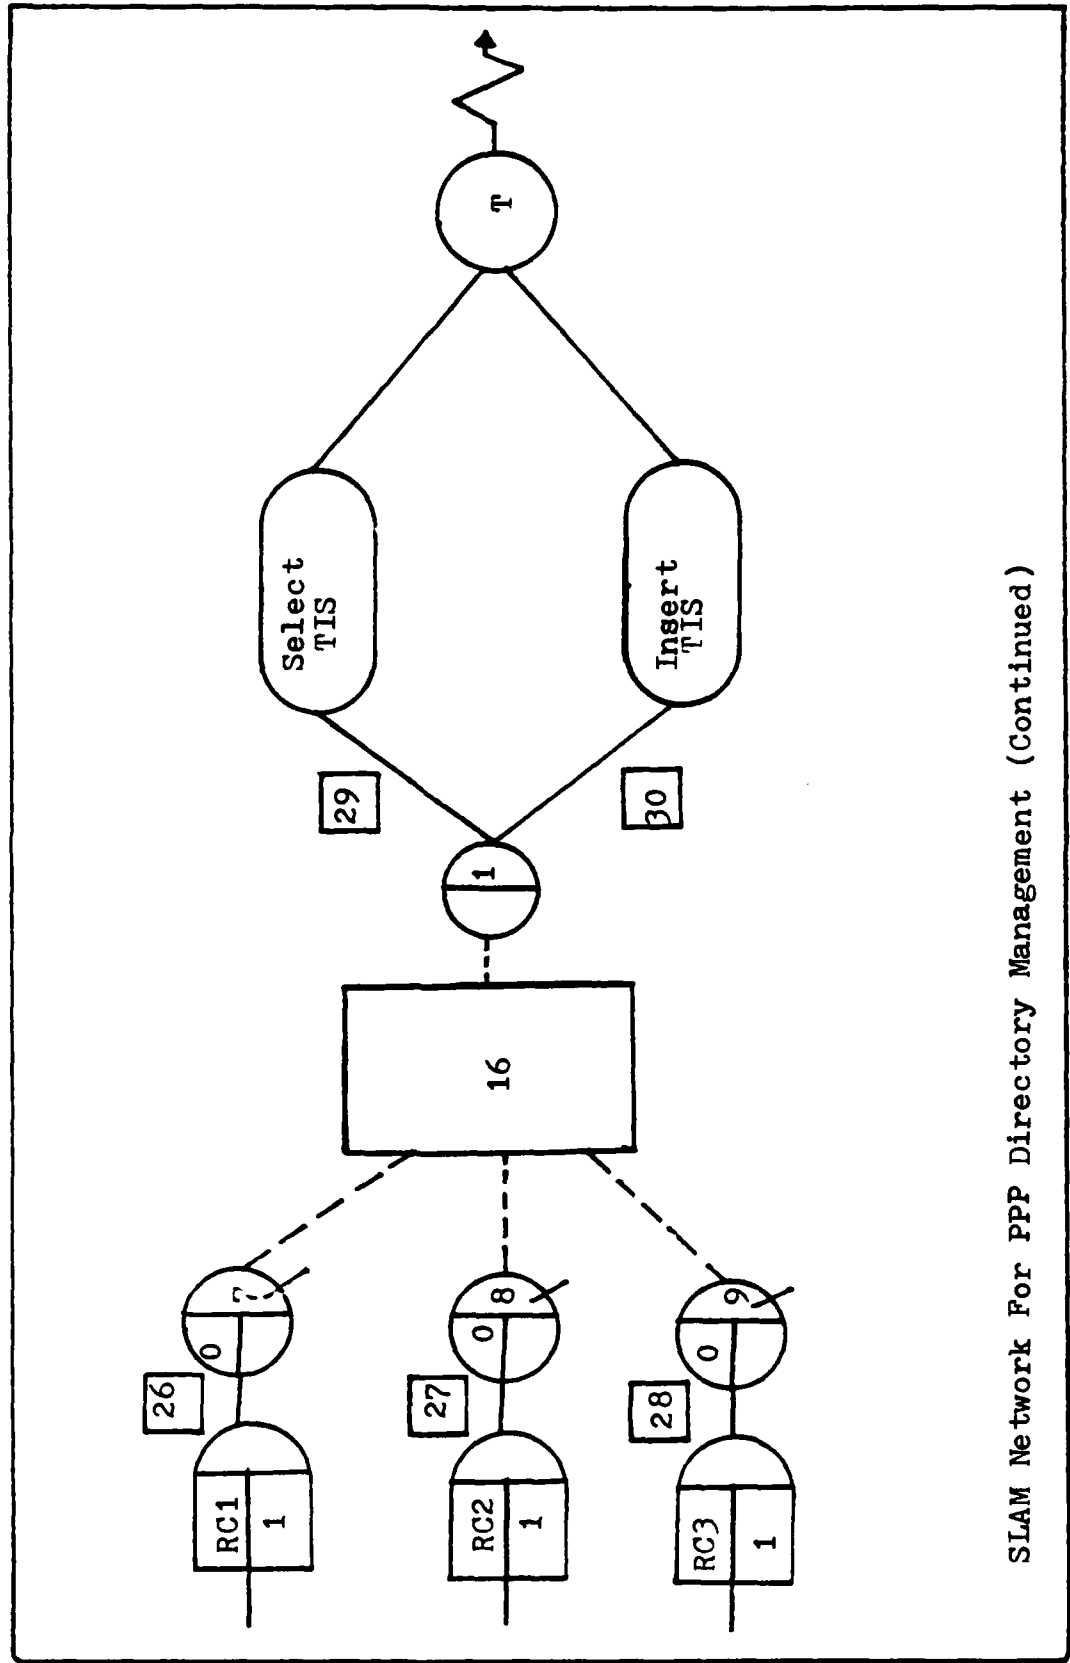 RC1
1
26
0
7
RC2
1
27
0
8
RC3
1
28
0
9
16
1
29
30
Select
TIS
Insert
TIS
T
SLAM Network For PPP Directory Management (Continued)